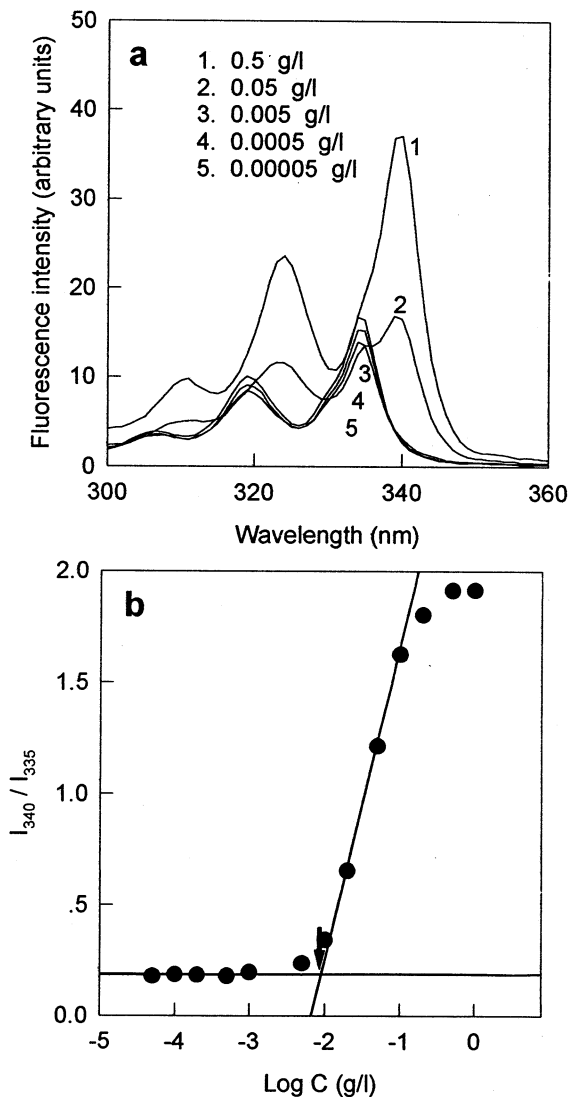 50
a
1. 0.5 g/l
2. 0.05 g/l
3. 0.005 g/l
4. 0.0005 g/l
5. 0.00005 g/l
40
30
20
10
0
1
2
3
4
5
Fluorescence intensity (arbitrary units)
300 320 340 360
Wavelength (nm)
2.0
b
1.5
1.0
.5
0.0
I340 / I335
-5 -4 -3 -2 -1 0
Log C (g/l)